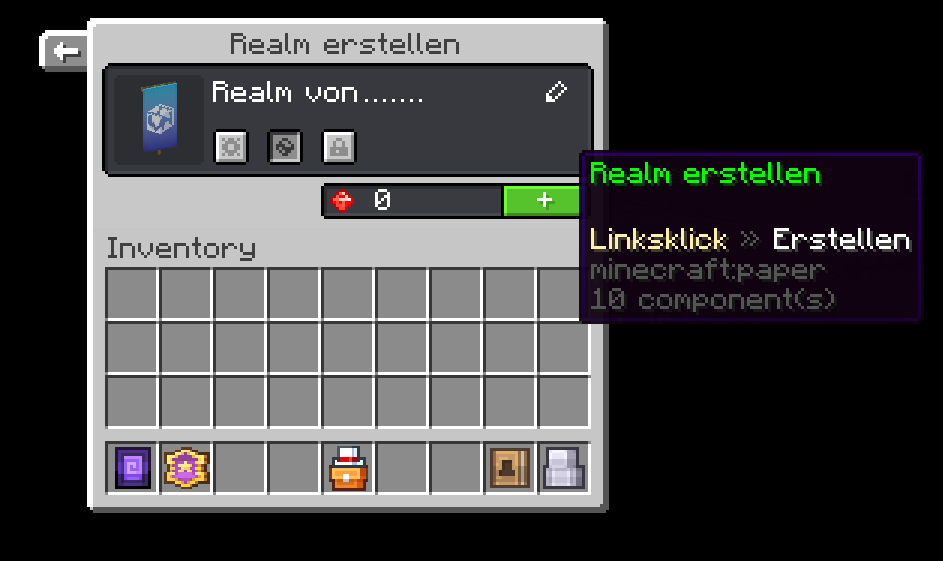 Realm erstellen
Realm von.......
0
+
Realm erstellen
Linksklick » Erstellen
minecraft:paper
10 component(s)
Inventory